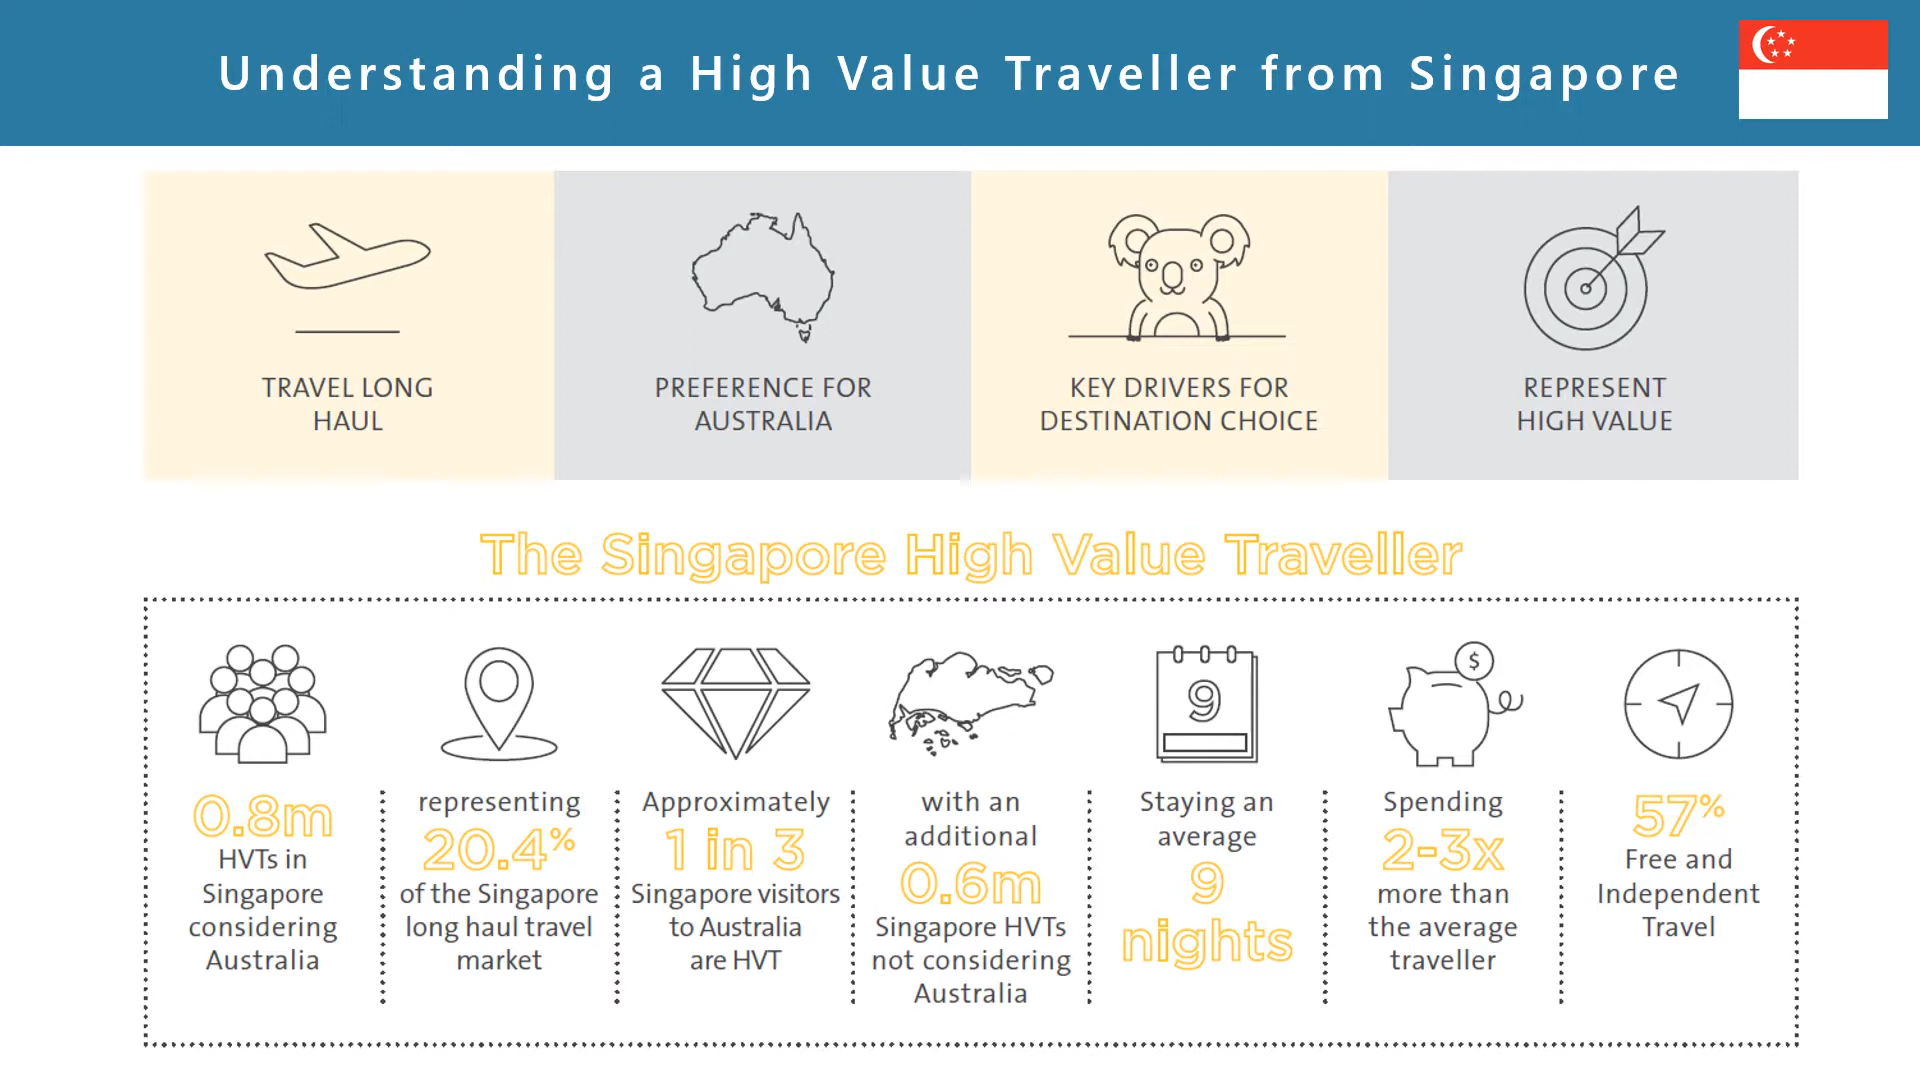 Understanding a High Value Traveller from Singapore
TRAVEL LONG
HAUL
PREFERENCE FOR
AUSTRALIA
KEY DRIVERS FOR
DESTINATION CHOICE
REPRESENT
HIGH VALUE
The Singapore High Value Traveller
0.8m
HVTs in
Singapore
considering
Australia
representing
20.4%
of the Singapore
long haul travel
market
Approximately
1 in 3
Singapore visitors
to Australia
are HVT
with an
additional
0.6m
Singapore HVTs
not considering
Australia
9
Staying an
average
9
nights
$
Spending
2-3x
more than
the average
traveller
57%
Free and
Independent
Travel